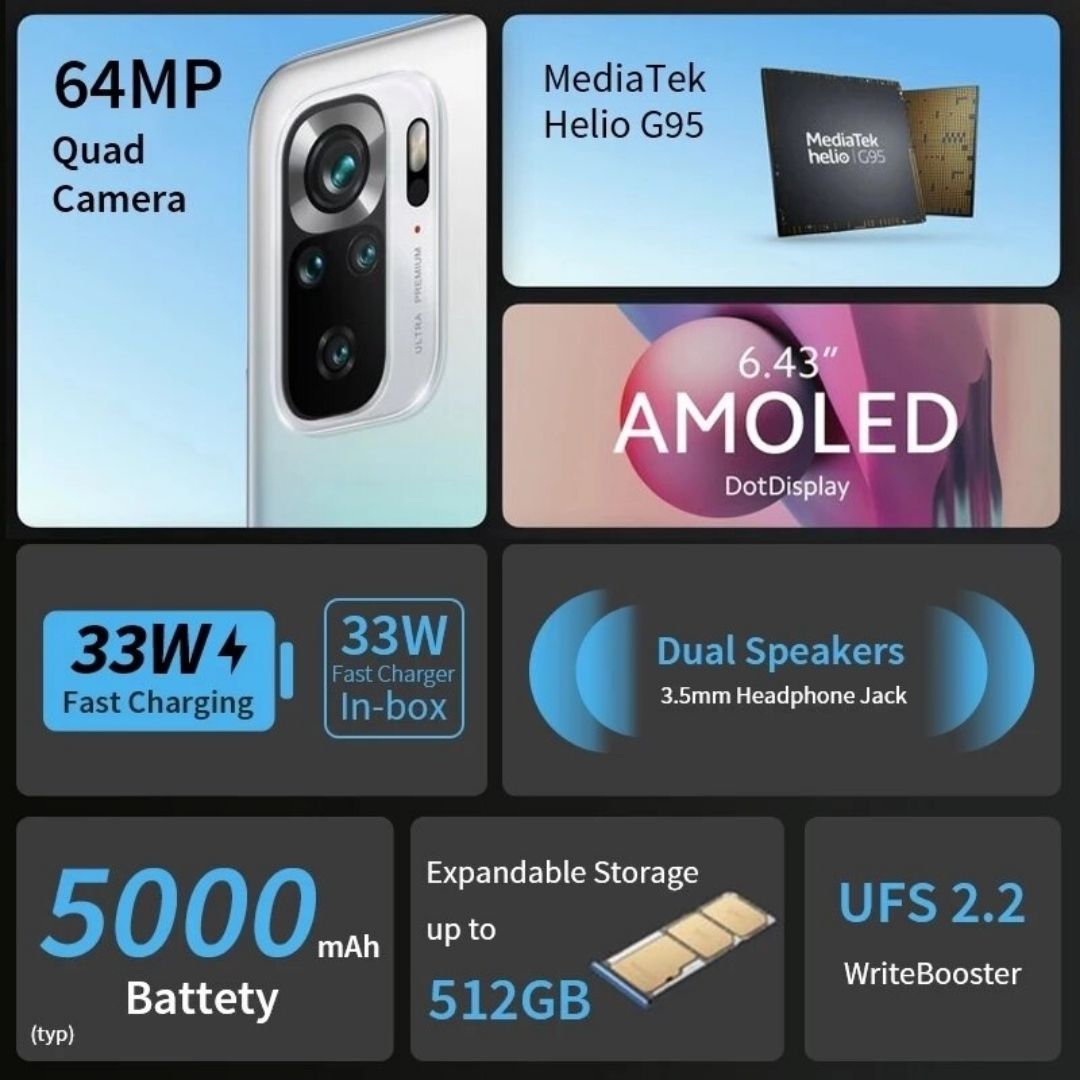 64MP
Quad
Camera
ULTRA PREMIUM
MediaTek
Helio G95
MediaTek
helio | G95
6.43”
AMOLED
DotDisplay
33W
Fast Charging
33W
Fast Charger
In-box
Dual Speakers
3.5mm Headphone Jack
5000 mAh
Battety
(typ)
Expandable Storage
up to
512GB
UFS 2.2
WriteBooster